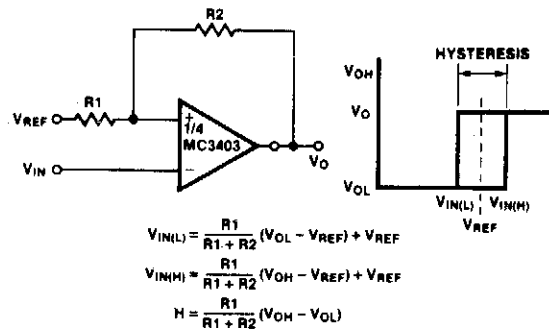 R2
R1
VREF
+
1/4
MC3403
VIN
−
VO
HYSTERESIS
VOH
VO
VOL
VIN(L)
VIN(H)
VREF
VIN(L) = R1 / (R1 + R2) (VOL − VREF) + VREF
VIN(H) = R1 / (R1 + R2) (VOH − VREF) + VREF
H = R1 / (R1 + R2) (VOH − VOL)